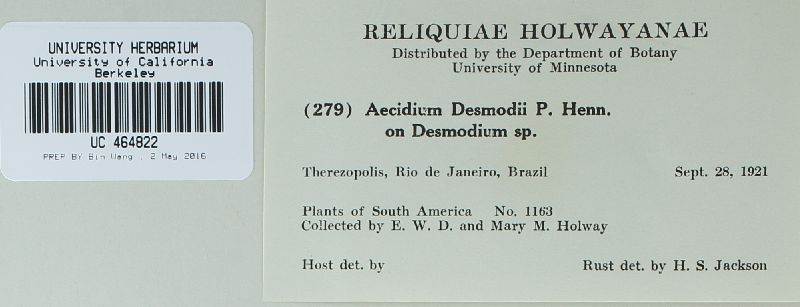 UNIVERSITY HERBARIUM
University of California
Berkeley
UC 464822
PREP BY Bin Wang , 2 May 2016
RELIQUIAE HOLWAYANAE
Distributed by the Department of Botany
University of Minnesota
(279) Aecidium Desmodii P. Henn.
on Desmodium sp.
Therezopolis, Rio de Janeiro, Brazil Sept. 28, 1921
Plants of South America No. 1163
Collected by E. W. D. and Mary M. Holway
Host det. by Rust det. by H. S. Jackson